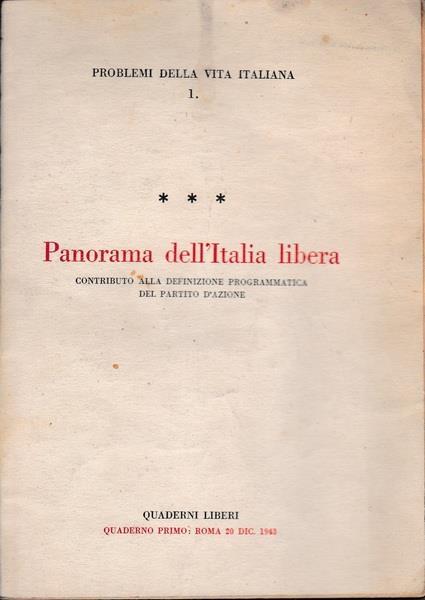 PROBLEMI DELLA VITA ITALIANA
1.
* * *
Panorama dell'Italia libera
CONTRIBUTO ALLA DEFINIZIONE PROGRAMMATICA
DEL PARTITO D'AZIONE
QUADERNI LIBERI
QUADERNO PRIMO: ROMA 20 DIC. 1943